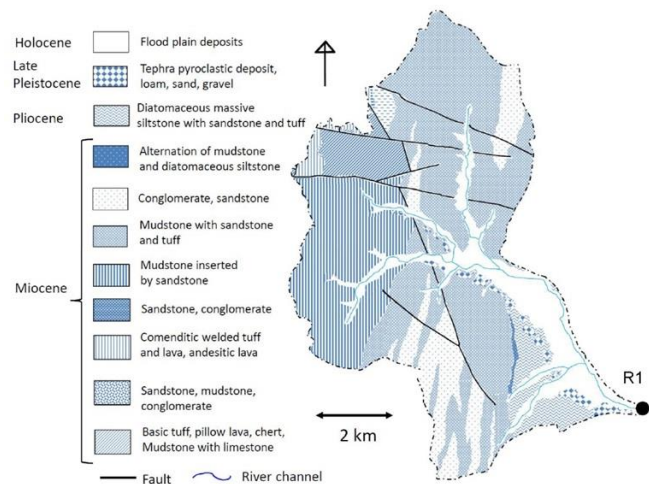 Holocene
Flood plain deposits
Late
Pleistocene
Tephra pyroclastic deposit,
loam, sand, gravel
Pliocene
Diatomaceous massive
siltstone with sandstone and tuff
Miocene
Alternation of mudstone
and diatomaceous siltstone
Conglomerate, sandstone
Mudstone with sandstone
and tuff
Mudstone inserted
by sandstone
Sandstone, conglomerate
Comenditic welded tuff
and lava, andesitic lava
Sandstone, mudstone,
conglomerate
Basic tuff, pillow lava, chert,
Mudstone with limestone
Fault
River channel
2 km
R1